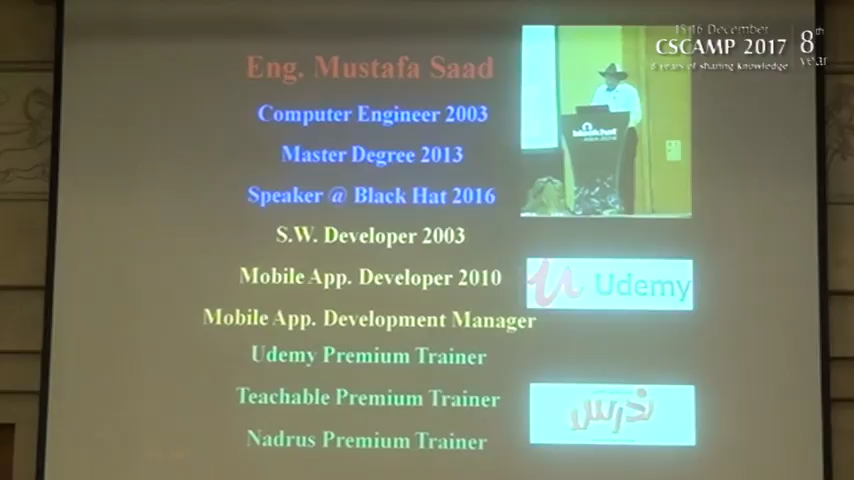 15-16 December
CSCAMP 2017
8th
year
8 years of sharing knowledge
Eng. Mustafa Saad
Computer Engineer 2003
Master Degree 2013
Speaker @ Black Hat 2016
S.W. Developer 2003
Mobile App. Developer 2010
Mobile App. Development Manager
Udemy Premium Trainer
Teachable Premium Trainer
Nadrus Premium Trainer
black hat
Udemy
ندرس